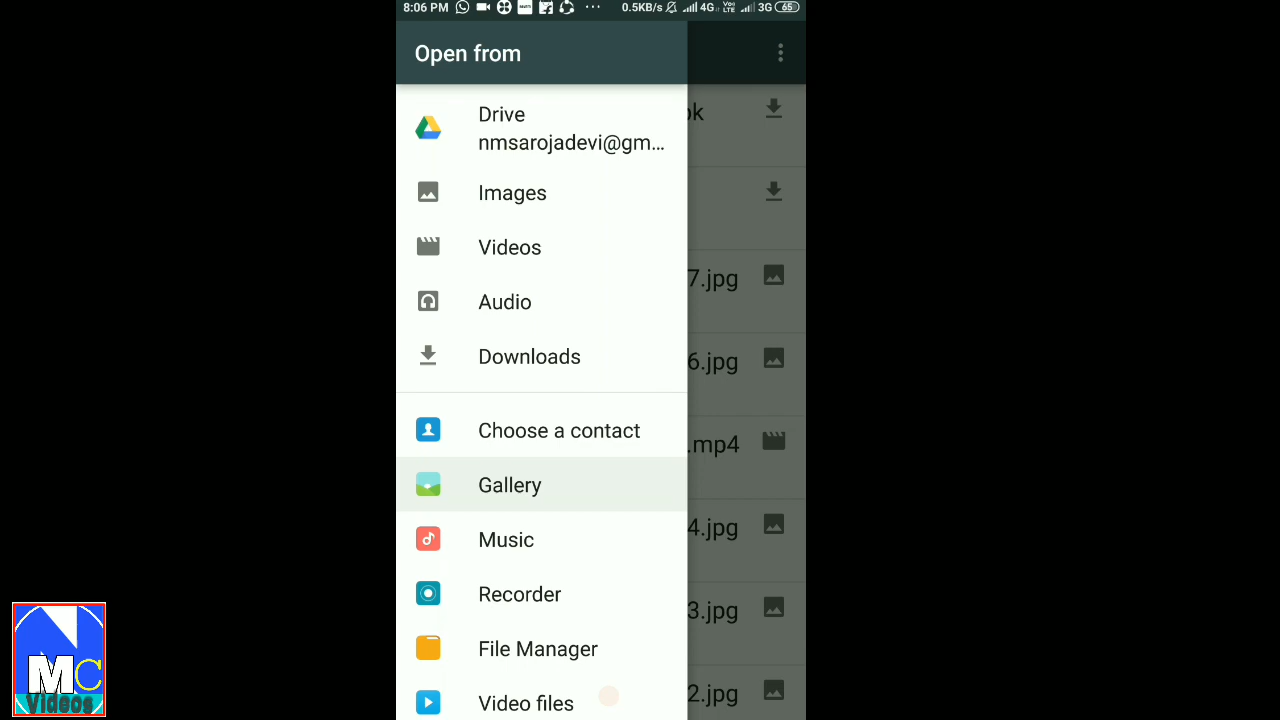 8:06 PM ... 0.5KB/s 4G VoLTE 3G 65
Open from
Drive
nmsarojadevi@gm...
Images
Videos
Audio
Downloads
Choose a contact
Gallery
Music
Recorder
File Manager
Video files
ok
7.jpg
6.jpg
.mp4
4.jpg
3.jpg
2.jpg
N
MC
Videos